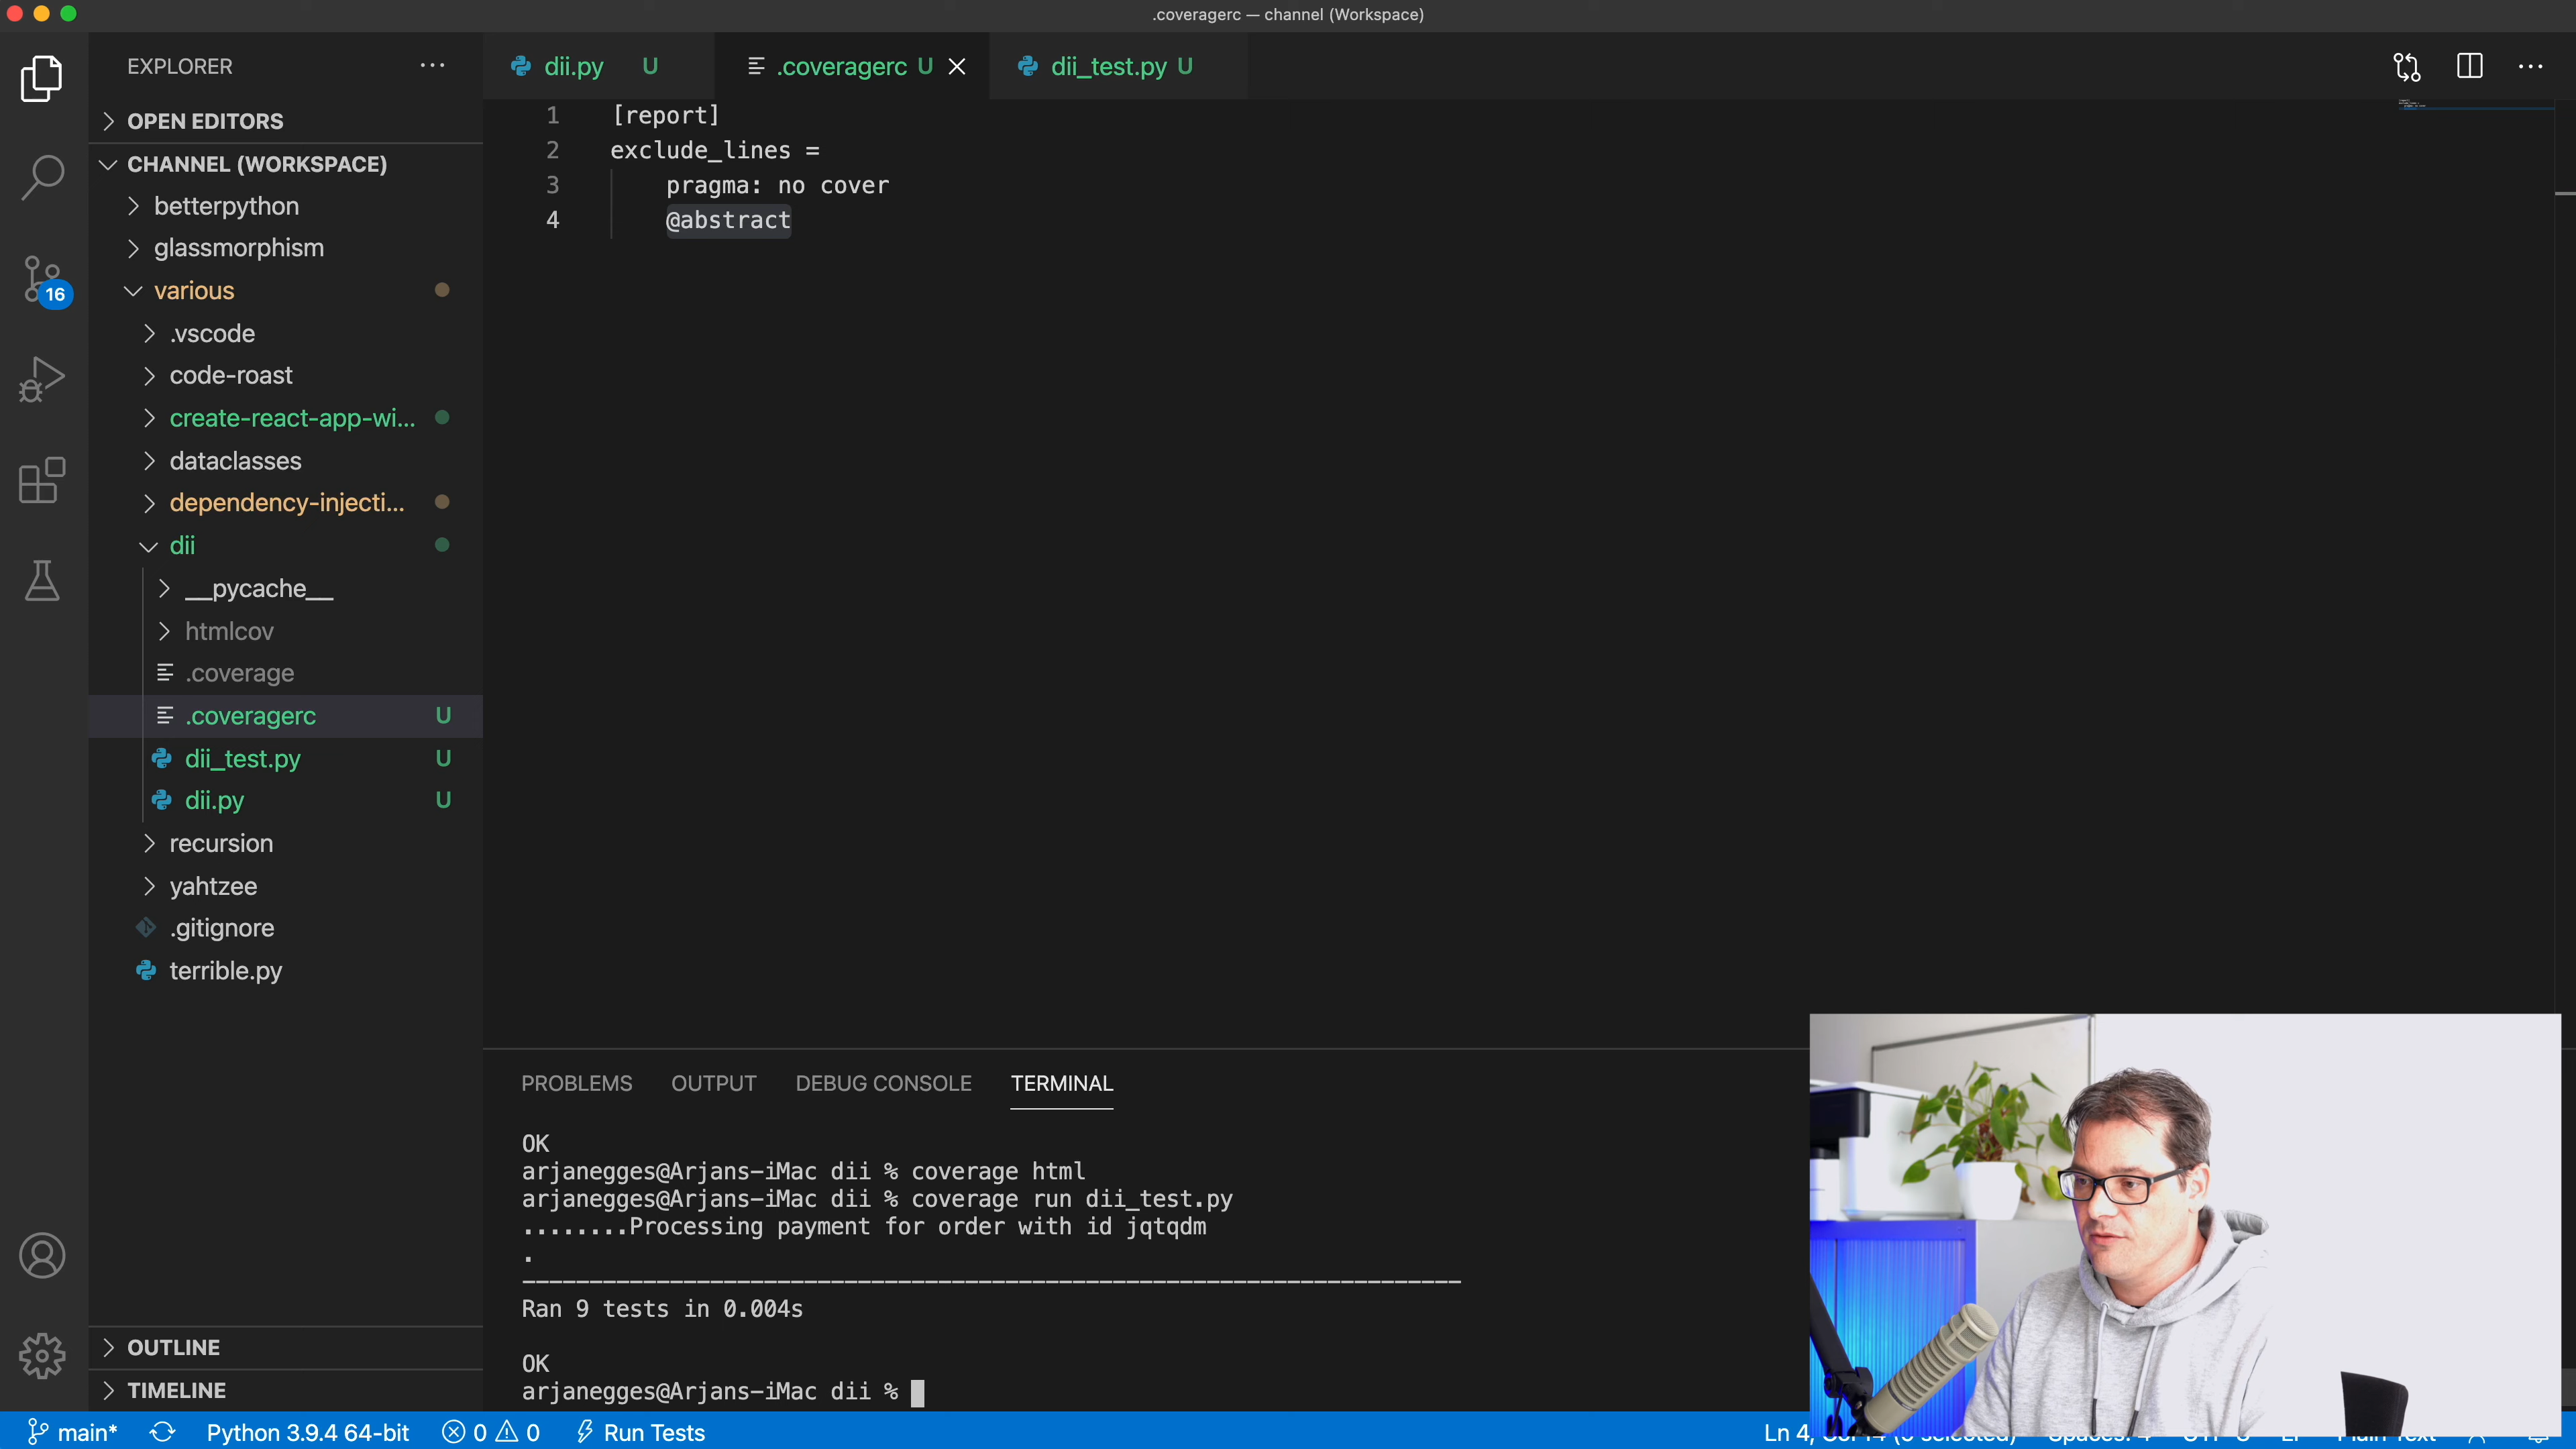 .coveragerc — channel (Workspace)
EXPLORER
dii.py U
.coveragerc U
dii_test.py U
OPEN EDITORS
CHANNEL (WORKSPACE)
betterpython
glassmorphism
various
.vscode
code-roast
create-react-app-wi...
dataclasses
dependency-injecti...
dii
__pycache__
htmlcov
.coverage
.coveragerc U
dii_test.py U
dii.py U
recursion
yahtzee
.gitignore
terrible.py
OUTLINE
TIMELINE
16
1 [report]
2 exclude_lines =
3 pragma: no cover
4 @abstract
PROBLEMS OUTPUT DEBUG CONSOLE TERMINAL
OK
arjanegges@Arjans-iMac dii % coverage html
arjanegges@Arjans-iMac dii % coverage run dii_test.py
........Processing payment for order with id jqtqdm
.
----------------------------------------------------------------------
Ran 9 tests in 0.004s
OK
arjanegges@Arjans-iMac dii %
main* Python 3.9.4 64-bit 0 0 Run Tests
Ln 4,